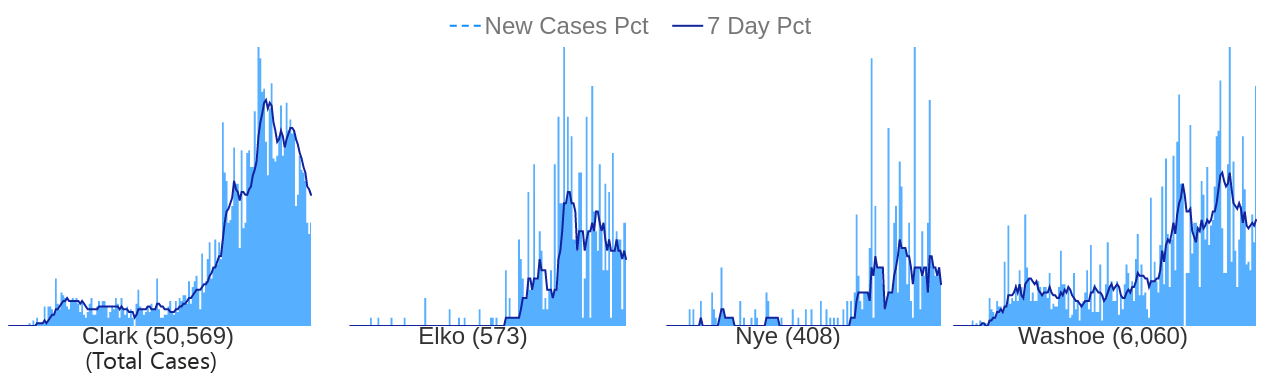 New Cases Pct 7 Day Pct
Clark (50,569) Elko (573) Nye (408) Washoe (6,060)
(Total Cases)